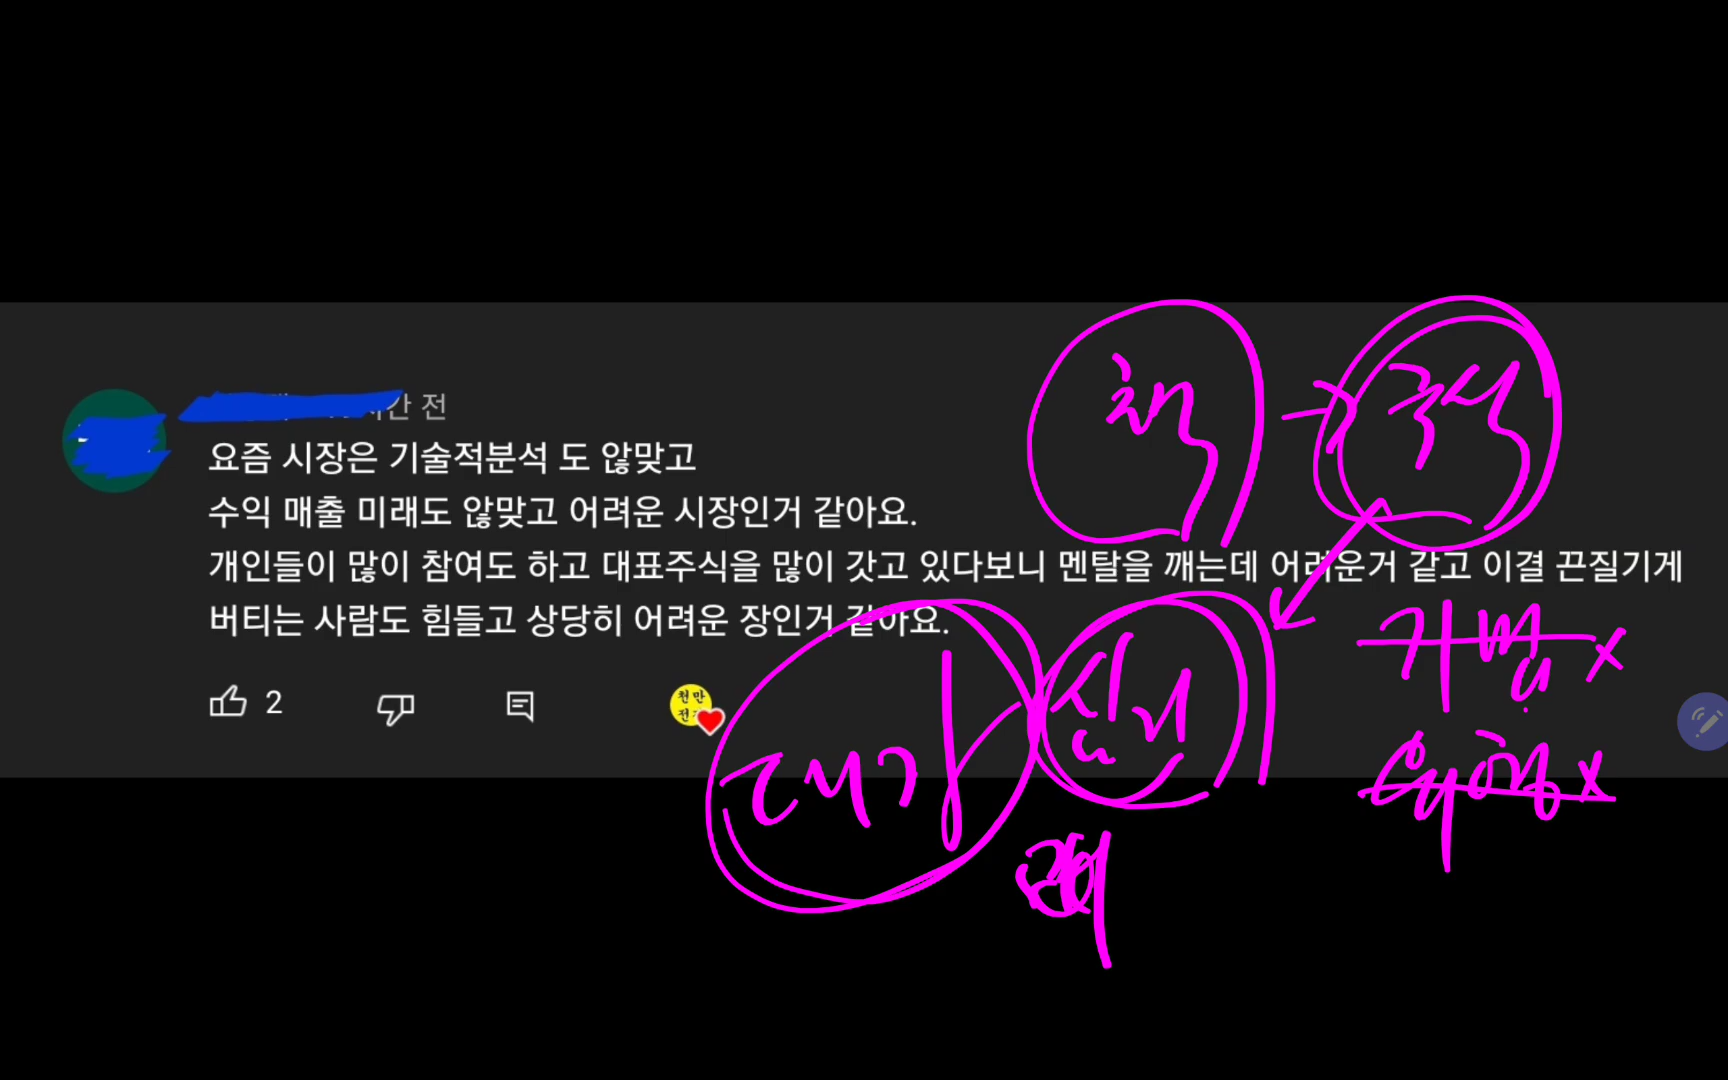 간 전
요즘 시장은 기술적분석 도 않맞고
수익 매출 미래도 않맞고 어려운 시장인거 같아요.
개인들이 많이 참여도 하고 대표주식을 많이 갓고 있다보니 멘탈을 깨는데 어려운거 같고 이결 끈질기게
버티는 사람도 힘들고 상당히 어려운 장인거 같아요.
2
천만
책
주식
심리
대가